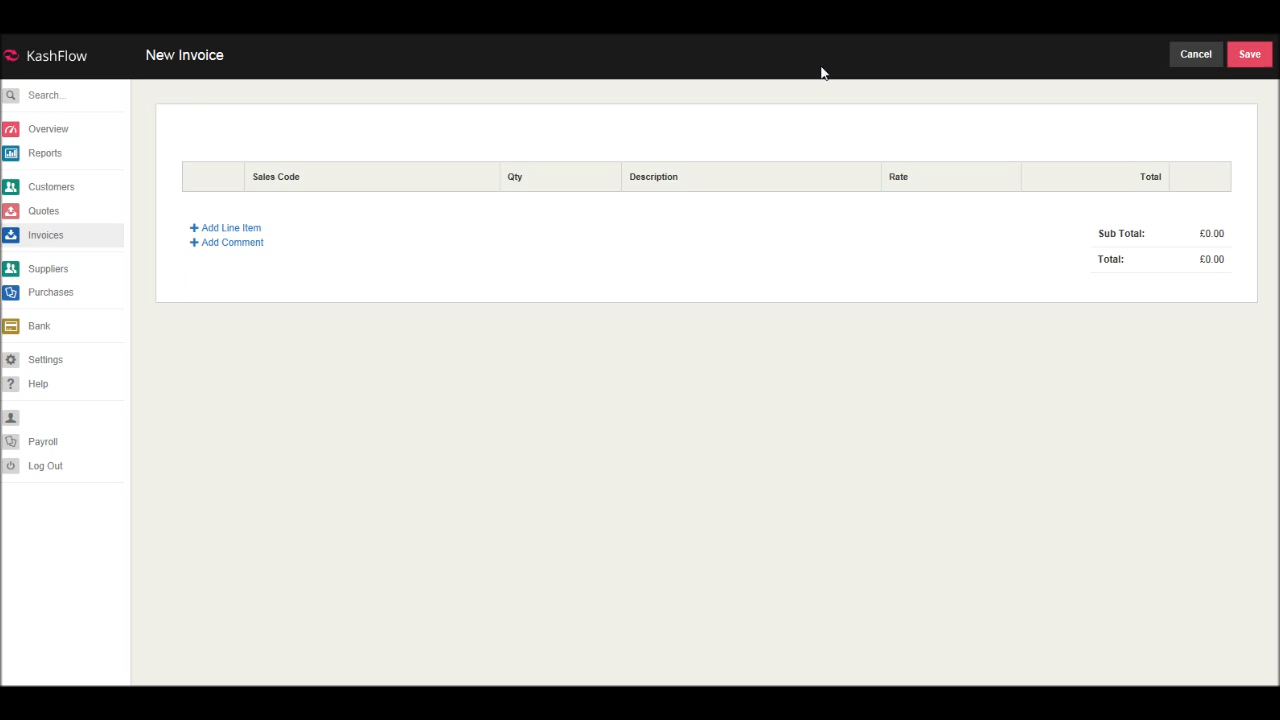 KashFlow
New Invoice
Cancel
Save
Search...
Overview
Reports
Customers
Quotes
Invoices
Suppliers
Purchases
Bank
Settings
? Help
Payroll
Log Out
Sales Code Qty Description Rate Total
+ Add Line Item
+ Add Comment
Sub Total: £0.00
Total: £0.00